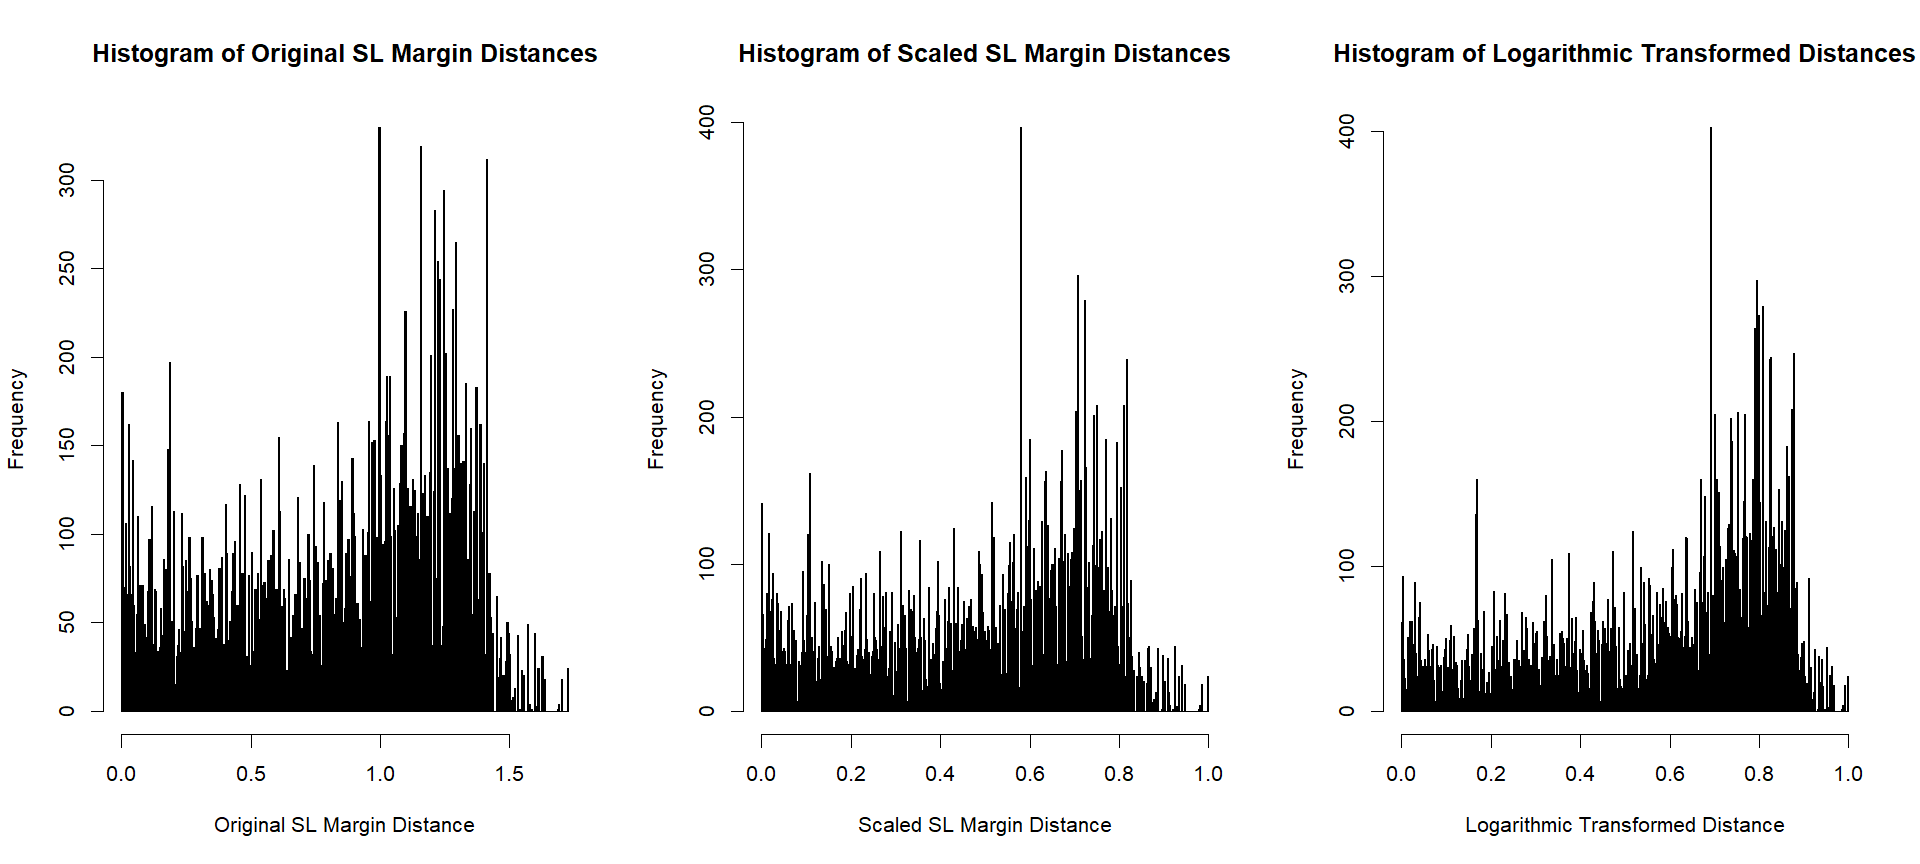 Histogram of Original SL Margin Distances
Frequency
300
250
200
150
100
50
0
0.0 0.5 1.0 1.5
Original SL Margin Distance
Histogram of Scaled SL Margin Distances
Frequency
400
300
200
100
0
0.0 0.2 0.4 0.6 0.8 1.0
Scaled SL Margin Distance
Histogram of Logarithmic Transformed Distances
Frequency
400
300
200
100
0
0.0 0.2 0.4 0.6 0.8 1.0
Logarithmic Transformed Distance